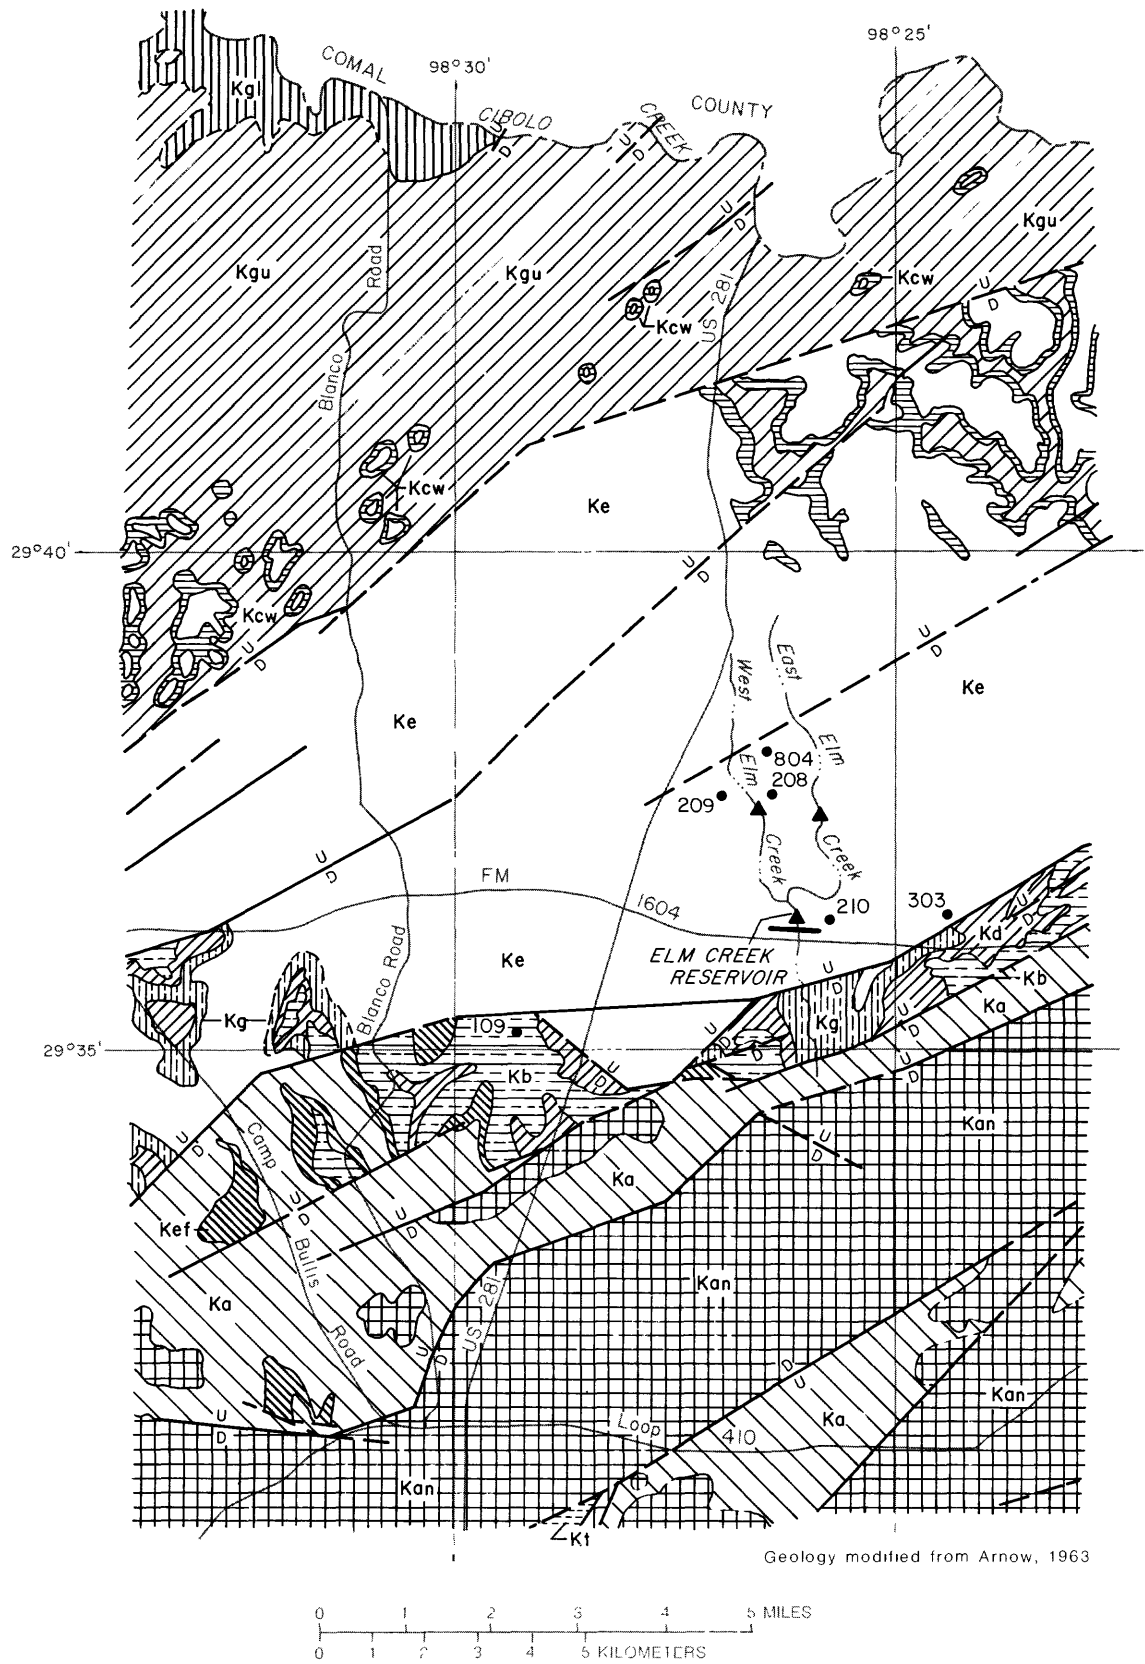 98°25'
COMAL
98°30'
COUNTY
Kgl
CIBOLO
CREEK
U
D
U
D
U
D
Kgu
Kgu
Kgu
Road
Kcw
U
D
US 281
Kcw
Blanco
Kcw
Ke
29°40'
U
D
Kcw
U
D
U
D
West
East
Ke
Ke
Elm
Elm
804
208
209
Creek
Creek
U
D
FM
1604
210
303
U
D
Kd
ELM CREEK
RESERVOIR
Ke
Blanco Road
U
D
Kb
Ka
Kg
Kg
109
U
D
U
D
29°35'
D
U
D
Kb
U
D
Kan
Camp
U
D
U
D
Ka
Kef
U
D
U
D
Bullis
Kan
Ka
US 281
Road
U
D
D
U
Kan
U
D
Loop
410
Ka
Kan
Kt
Geology modified from Arnow, 1963
0 1 2 3 4 5 MILES
0 1 2 3 4 5 KILOMETERS